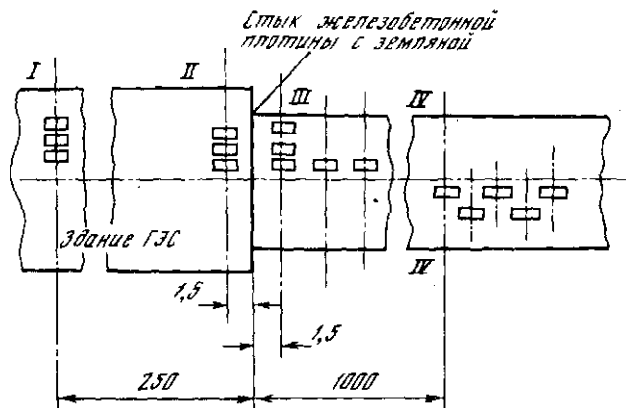 Стык железобетонной
плотины с земляной
I
II
III
IV
Здание ГЭС
IV
1,5
1,5
250
1000